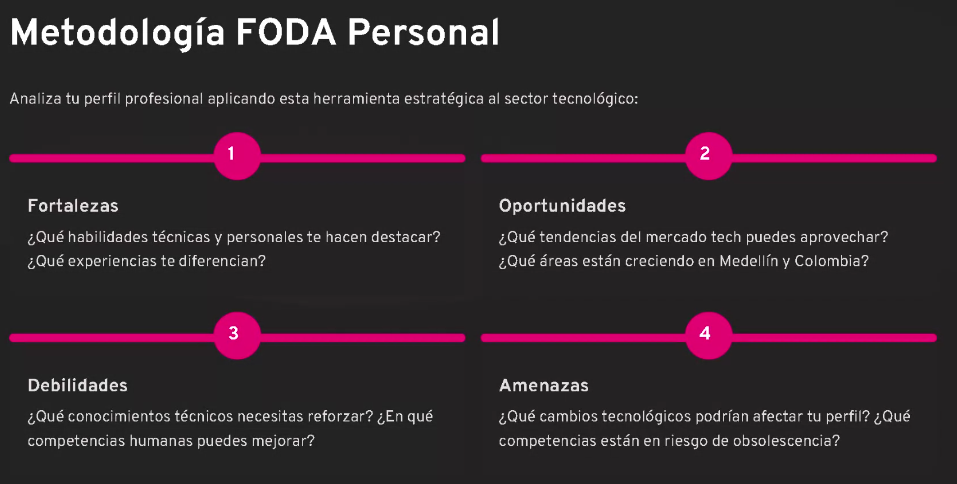 Metodología FODA Personal
Analiza tu perfil profesional aplicando esta herramienta estratégica al sector tecnológico:
1
Fortalezas
¿Qué habilidades técnicas y personales te hacen destacar?
¿Qué experiencias te diferencian?
2
Oportunidades
¿Qué tendencias del mercado tech puedes aprovechar?
¿Qué áreas están creciendo en Medellín y Colombia?
3
Debilidades
¿Qué conocimientos técnicos necesitas reforzar? ¿En qué
competencias humanas puedes mejorar?
4
Amenazas
¿Qué cambios tecnológicos podrían afectar tu perfil? ¿Qué
competencias están en riesgo de obsolescencia?